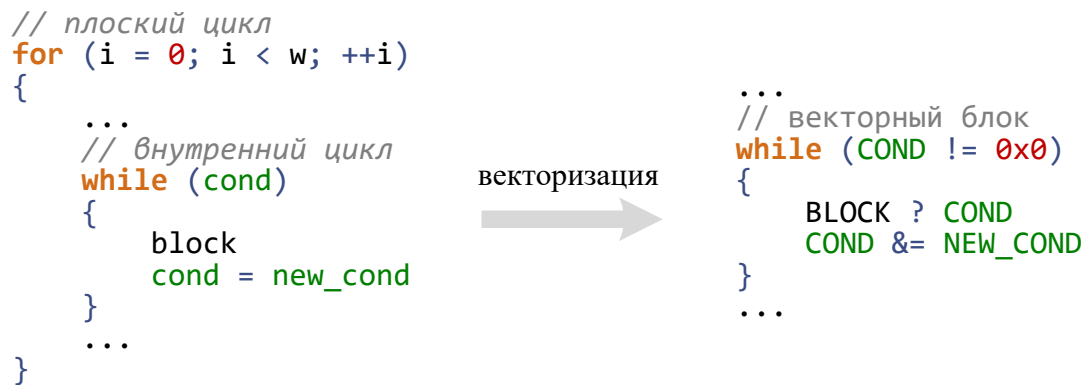 // плоский цикл
for (i = 0; i < w; ++i)
{
...
// внутренний цикл
while (cond)
{
block
cond = new_cond
}
...
}
векторизация
...
// векторный блок
while (COND != 0x0)
{
BLOCK ? COND
COND &= NEW_COND
}
...